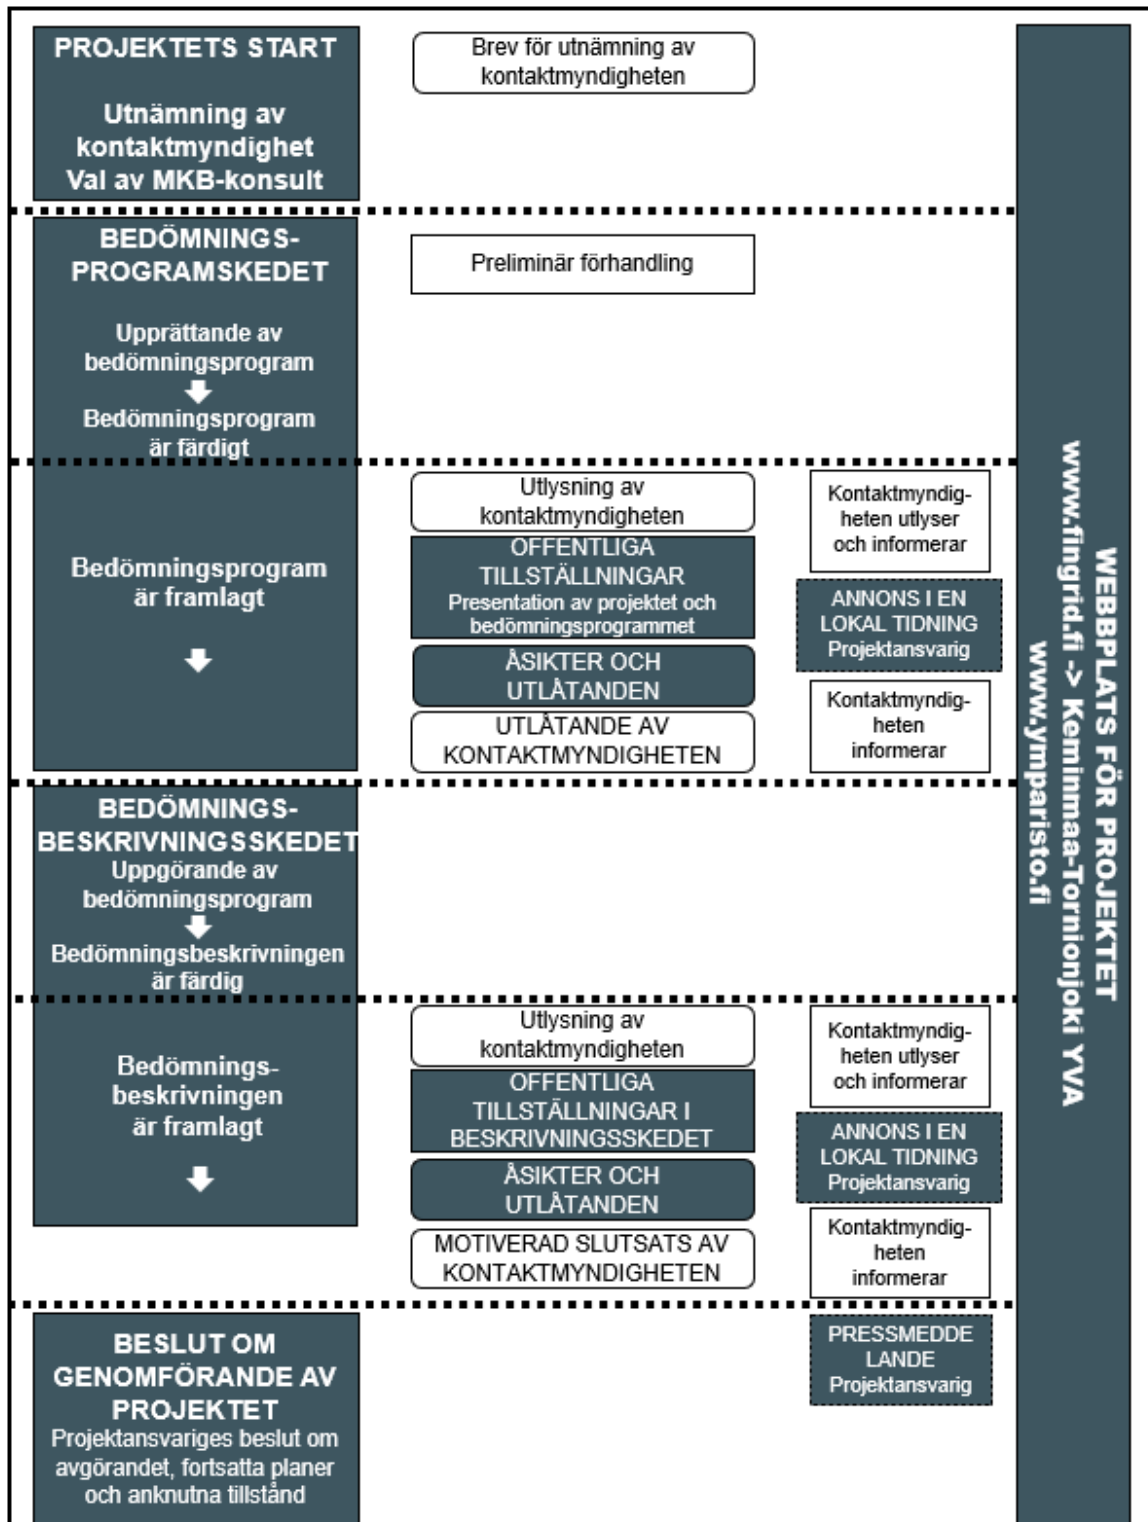 PROJEKTETS START
Utnämning av
kontaktmyndighet
Val av MKB-konsult
Brev för utnämning av
kontaktmyndigheten
BEDÖMNINGS-
PROGRAMSKEDET
Upprättande av
bedömningsprogram
Bedömningsprogram
är färdigt
Preliminär förhandling
Bedömningsprogram
är framlagt
Utlysning av
kontaktmyndigheten
OFFENTLIGA
TILLSTÄLLNINGAR
Presentation av projektet och
bedömningsprogrammet
ÅSIKTER OCH
UTLÅTANDEN
UTLÅTANDE AV
KONTAKTMYNDIGHETEN
Kontaktmyndig-
heten utlyser
och informerar
ANNONS I EN
LOKAL TIDNING
Projektansvarig
Kontaktmyndig-
heten
informerar
BEDÖMNINGS-
BESKRIVNINGSSKEDET
Uppgörande av
bedömningsprogram
Bedömningsbeskrivningen
är färdig
Bedömnings-
beskrivningen
är framlagt
Utlysning av
kontaktmyndigheten
OFFENTLIGA
TILLSTÄLLNINGAR I
BESKRIVNINGSSKEDET
ÅSIKTER OCH
UTLÅTANDEN
MOTIVERAD SLUTSATS AV
KONTAKTMYNDIGHETEN
Kontaktmyndig-
heten utlyser
och informerar
ANNONS I EN
LOKAL TIDNING
Projektansvarig
Kontaktmyndig-
heten
informerar
BESLUT OM
GENOMFÖRANDE AV
PROJEKTET
Projektansvariges beslut om
avgörandet, fortsatta planer
och anknutna tillstånd
PRESSMEDDE
LANDE
Projektansvarig
WEBBPLATS FÖR PROJEKTET
www.fingrid.fi -> Keminmaa-Tornionjoki YVA
www.ymparisto.fi